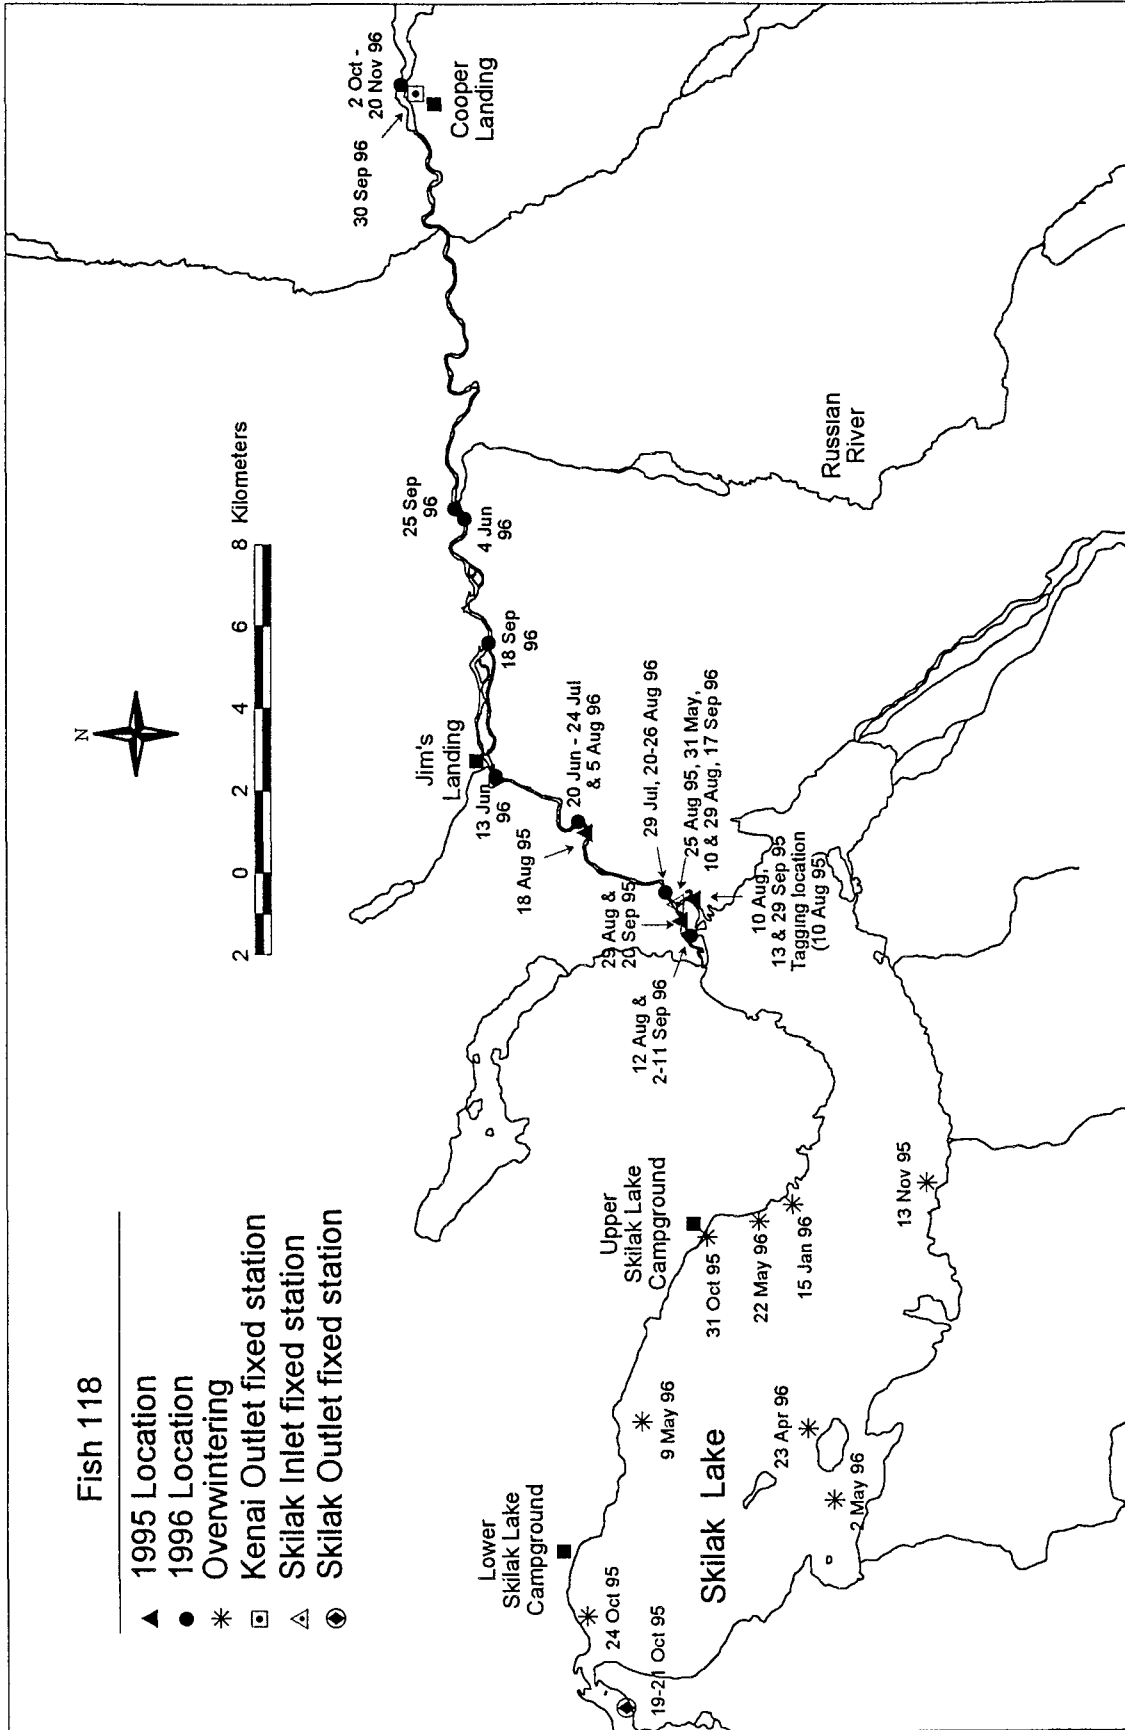 Fish 118
1995 Location
1996 Location
Overwintering
Kenai Outlet fixed station
Skilak Inlet fixed station
Skilak Outlet fixed station
N
2 0 2 4 6 8 Kilometers
2 Oct -
20 Nov 96
30 Sep 96
Cooper
Landing
25 Sep
96
4 Jun
96
18 Sep
96
Jim's
Landing
13 Jun
96
20 Jun - 24 Jul
& 5 Aug 96
18 Aug 95
29 Jul, 20-26 Aug 96
25 Aug 95, 31 May,
10 & 29 Aug, 17 Sep 96
29 Aug &
20 Sep 95
10 Aug,
13 & 29 Sep 95
Tagging location
(10 Aug 95)
12 Aug &
2-11 Sep 96
Russian
River
Upper
Skilak Lake
Campground
31 Oct 95
22 May 96
15 Jan 96
13 Nov 95
9 May 96
23 Apr 96
2 May 96
Skilak Lake
Lower
Skilak Lake
Campground
24 Oct 95
19-21 Oct 95